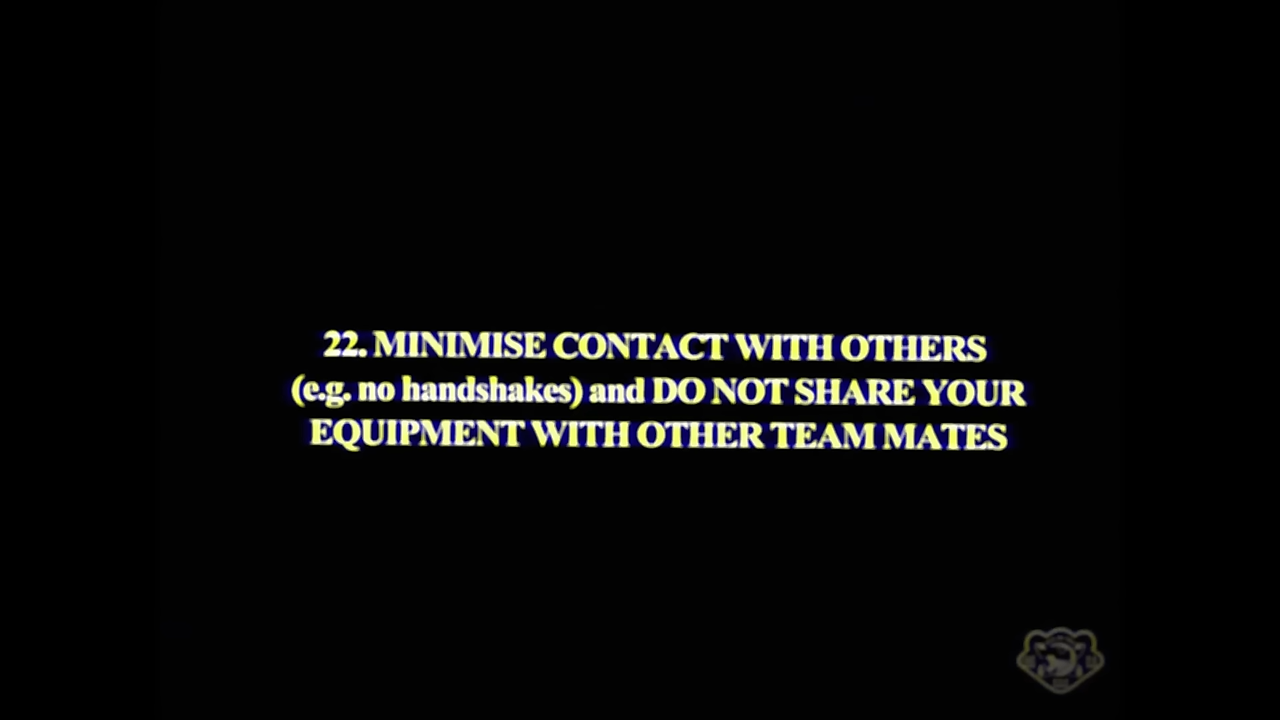 22. MINIMISE CONTACT WITH OTHERS
(e.g. no handshakes) and DO NOT SHARE YOUR
EQUIPMENT WITH OTHER TEAM MATES